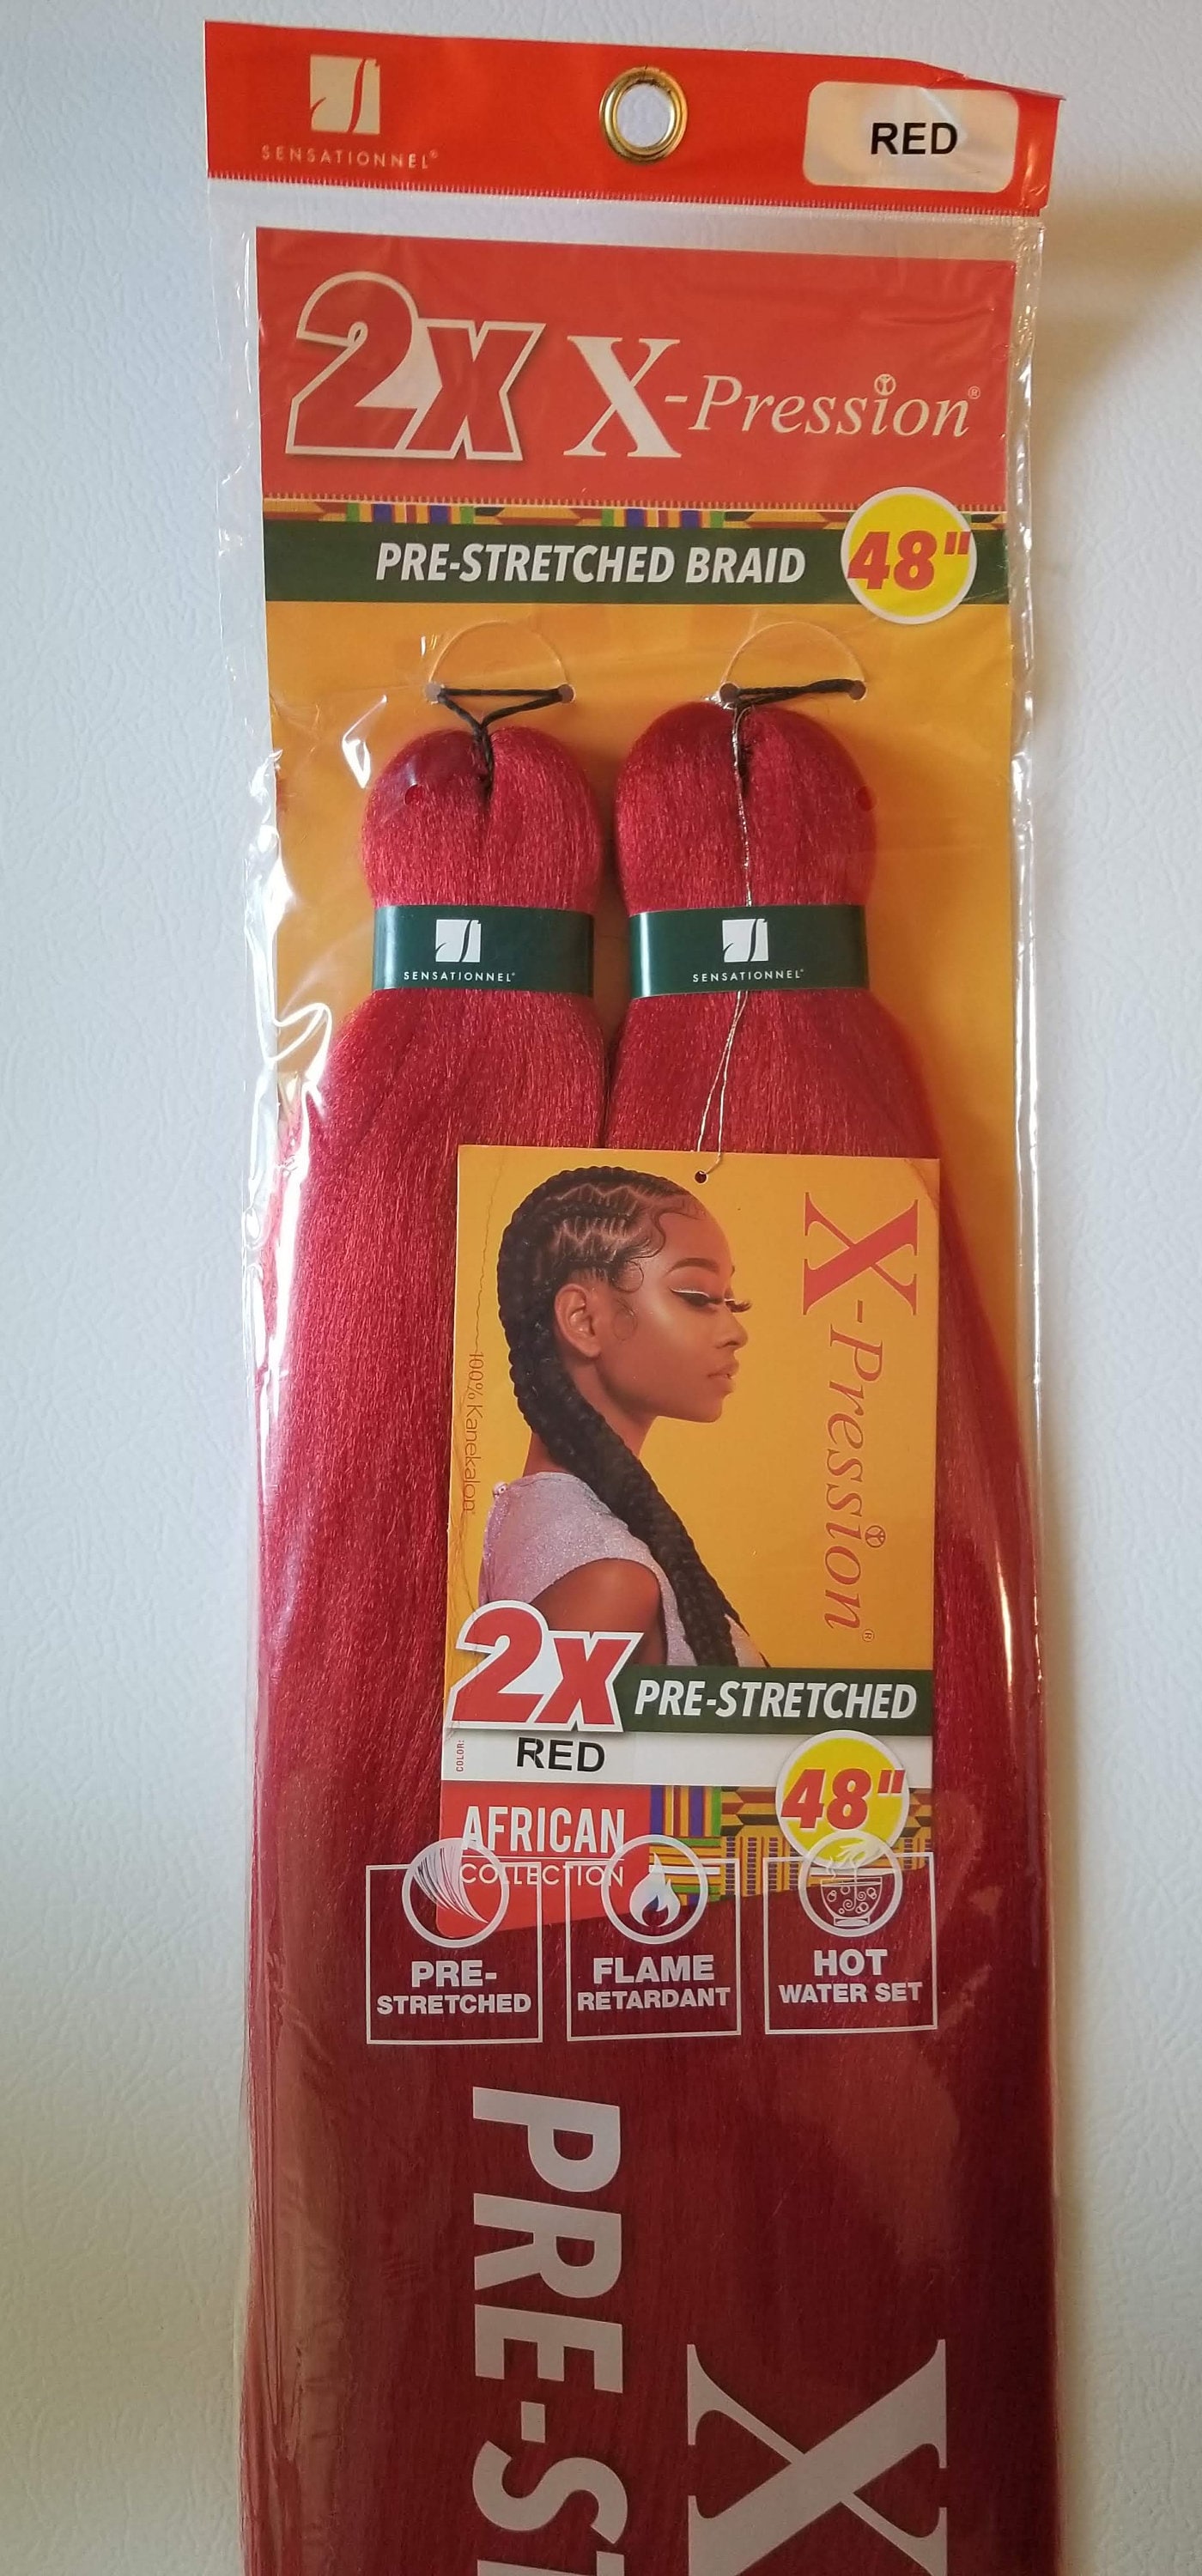 SENSATIONNEL®
RED
2X X-Pression®
PRE-STRETCHED BRAID 48"
SENSATIONNEL®
SENSATIONNEL®
X-Pression®
100% Kanekalon
2X PRE-STRETCHED
COLOR: RED
48"
AFRICAN
COLLECTION
PRE-
STRETCHED
FLAME
RETARDANT
HOT
WATER SET
PRE-ST
X